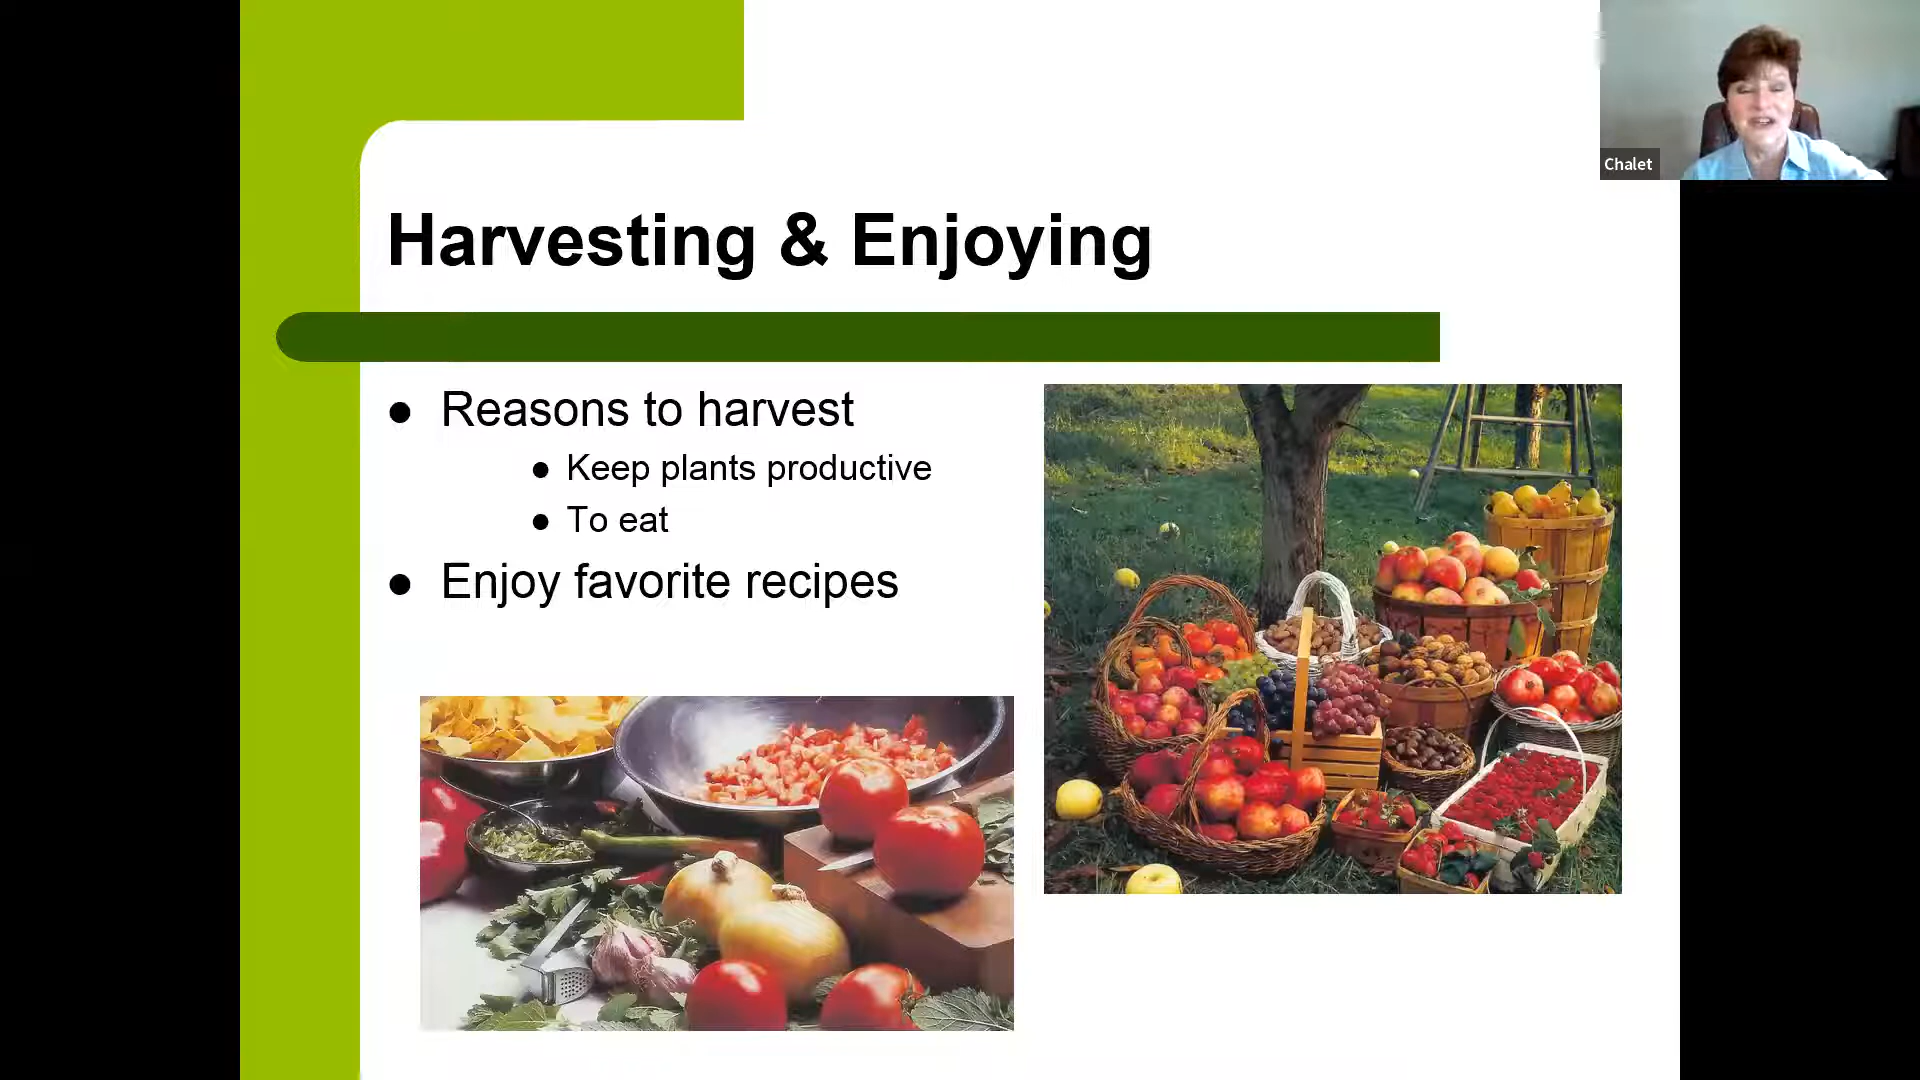 Chalet
Harvesting & Enjoying
● Reasons to harvest
● Keep plants productive
● To eat
● Enjoy favorite recipes